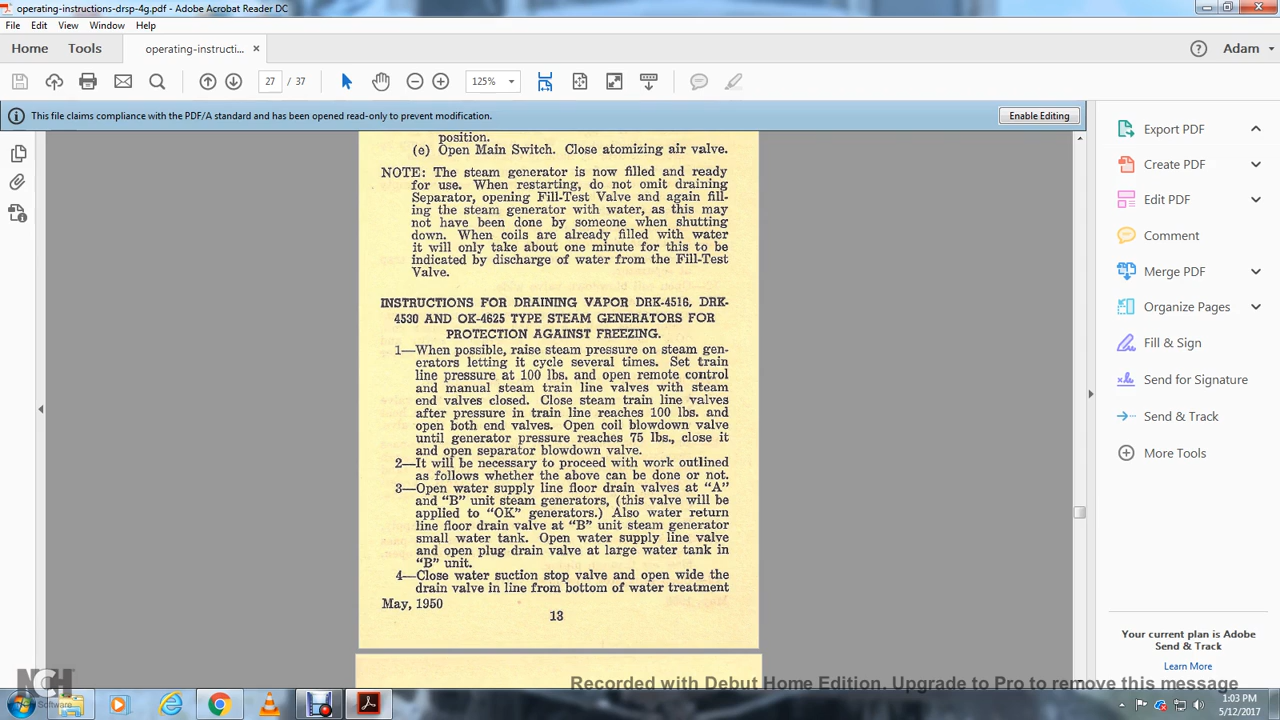 operating-instructions-drsp-4g.pdf - Adobe Acrobat Reader DC
File Edit View Window Help
Home Tools operating-instructi... ×
Adam
27 / 37
125%
This file claims compliance with the PDF/A standard and has been opened read-only to prevent modification.
Enable Editing
position.
(e) Open Main Switch. Close atomizing air valve.
NOTE: The steam generator is now filled and ready
for use. When restarting, do not omit draining
Separator, opening Fill-Test Valve and again fill-
ing the steam generator with water, as this may
not have been done by someone when shutting
down. When coils are already filled with water
it will only take about one minute for this to be
indicated by discharge of water from the Fill-Test
Valve.
INSTRUCTIONS FOR DRAINING VAPOR DRK-4516, DRK-
4530 AND OK-4625 TYPE STEAM GENERATORS FOR
PROTECTION AGAINST FREEZING.
1—When possible, raise steam pressure on steam gen-
erators letting it cycle several times. Set train
line pressure at 100 lbs. and open remote control
and manual steam train line valves with steam
end valves closed. Close steam train line valves
after pressure in train line reaches 100 lbs. and
open both end valves. Open coil blowdown valve
until generator pressure reaches 75 lbs., close it
and open separator blowdown valve.
2—It will be necessary to proceed with work outlined
as follows whether the above can be done or not.
3—Open water supply line floor drain valves at “A”
and “B” unit steam generators, (this valve will be
applied to “OK” generators.) Also water return
line floor drain valve at “B” unit steam generator
small water tank. Open water supply line valve
and open plug drain valve at large water tank in
“B” unit.
4—Close water suction stop valve and open wide the
drain valve in line from bottom of water treatment
May, 1950
13
Export PDF
Create PDF
Edit PDF
Comment
Merge PDF
Organize Pages
Fill & Sign
Send for Signature
Send & Track
More Tools
Your current plan is Adobe
Send & Track
Learn More
NCH
Software
Recorded with Debut Home Edition. Upgrade to Pro to remove this message
1:03 PM
5/12/2017